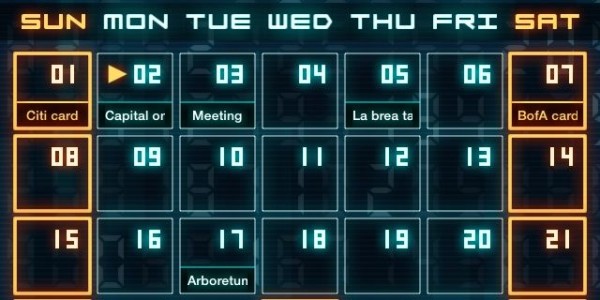 SUN MON TUE WED THU FRI SAT
01 02 03 04 05 06 07
Citi card Capital or Meeting La brea ta BofA card
08 09 10 11 12 13 14
15 16 17 18 19 20 21
Arboretun